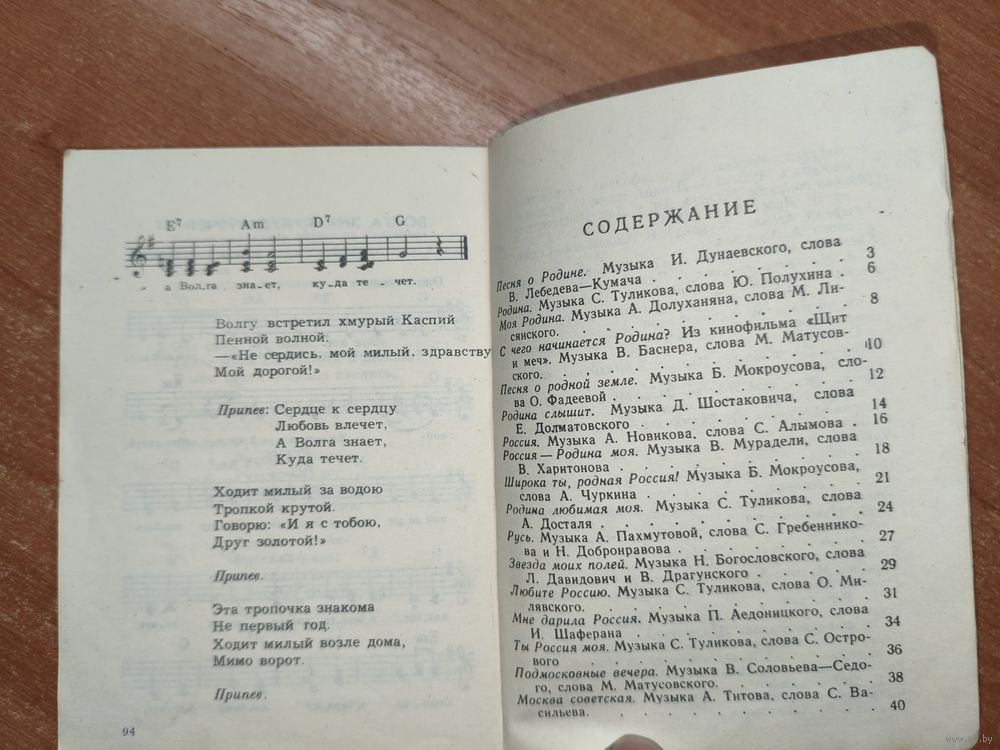 E7 Am D7 G
а Вол-га зна-ет, ку-да те-чет.
Волгу встретил хмурый Каспий
Пенной волной.
—«Не сердись, мой милый, здравству
Мой дорогой!»
Припев: Сердце к сердцу
Любовь влечет,
А Волга знает,
Куда течет.
Ходит милый за водою
Тропкой крутой.
Говорю: «И я с тобою,
Друг золотой!»
Припев.
Эта тропочка знакома
Не первый год.
Ходит милый возле дома,
Мимо ворот.
Припев.
94
СОДЕРЖАНИЕ
Песня о Родине. Музыка И. Дунаевского, слова
В. Лебедева—Кумача . . . . . . . . . 3
Родина. Музыка С. Туликова, слова Ю. Полухина . 6
Моя Родина. Музыка А. Долуханяна, слова М. Ли-
сянского. . . . . . . . . . 8
С чего начинается Родина? Из кинофильма «Щит
и меч». Музыка В. Баснера, слова М. Матусов-
ского. . . . . . . . . . 10
Песня о родной земле. Музыка Б. Мокроусова, сло-
ва О. Фадеевой . . . . . . . . 12
Родина слышит. Музыка Д. Шостаковича, слова
Е. Долматовского . . . . . . . 14
Россия. Музыка А. Новикова, слова С. Алымова . 16
Россия — Родина моя. Музыка В. Мурадели, слова
В. Харитонова . . . . . . . . 18
Широка ты, родная Россия! Музыка Б. Мокроусова,
слова А. Чуркина . . . . . . . 21
Родина любимая моя. Музыка С. Туликова, слова
А. Досталя . . . . . . . . 24
Русь. Музыка А. Пахмутовой, слова С. Гребеннико-
ва и Н. Добронравова . . . . . . 27
Звезда моих полей. Музыка Н. Богословского, слова
Л. Давидович и В. Драгунского . . . . 29
Любите Россию. Музыка С. Туликова, слова О. Ми-
лявского. . . . . . . . . 31
Мне дарила Россия. Музыка П. Аедоницкого, слова
И. Шаферана . . . . . . . . 34
Ты Россия моя. Музыка С. Туликова, слова С. Остро-
вого . . . . . . . . . . 36
Подмосковные вечера. Музыка В. Соловьева—Седо-
го, слова М. Матусовского. . . . . . 38
Москва советская. Музыка А. Титова, слова С. Ва-
сильева. . . . . . . . . . 40